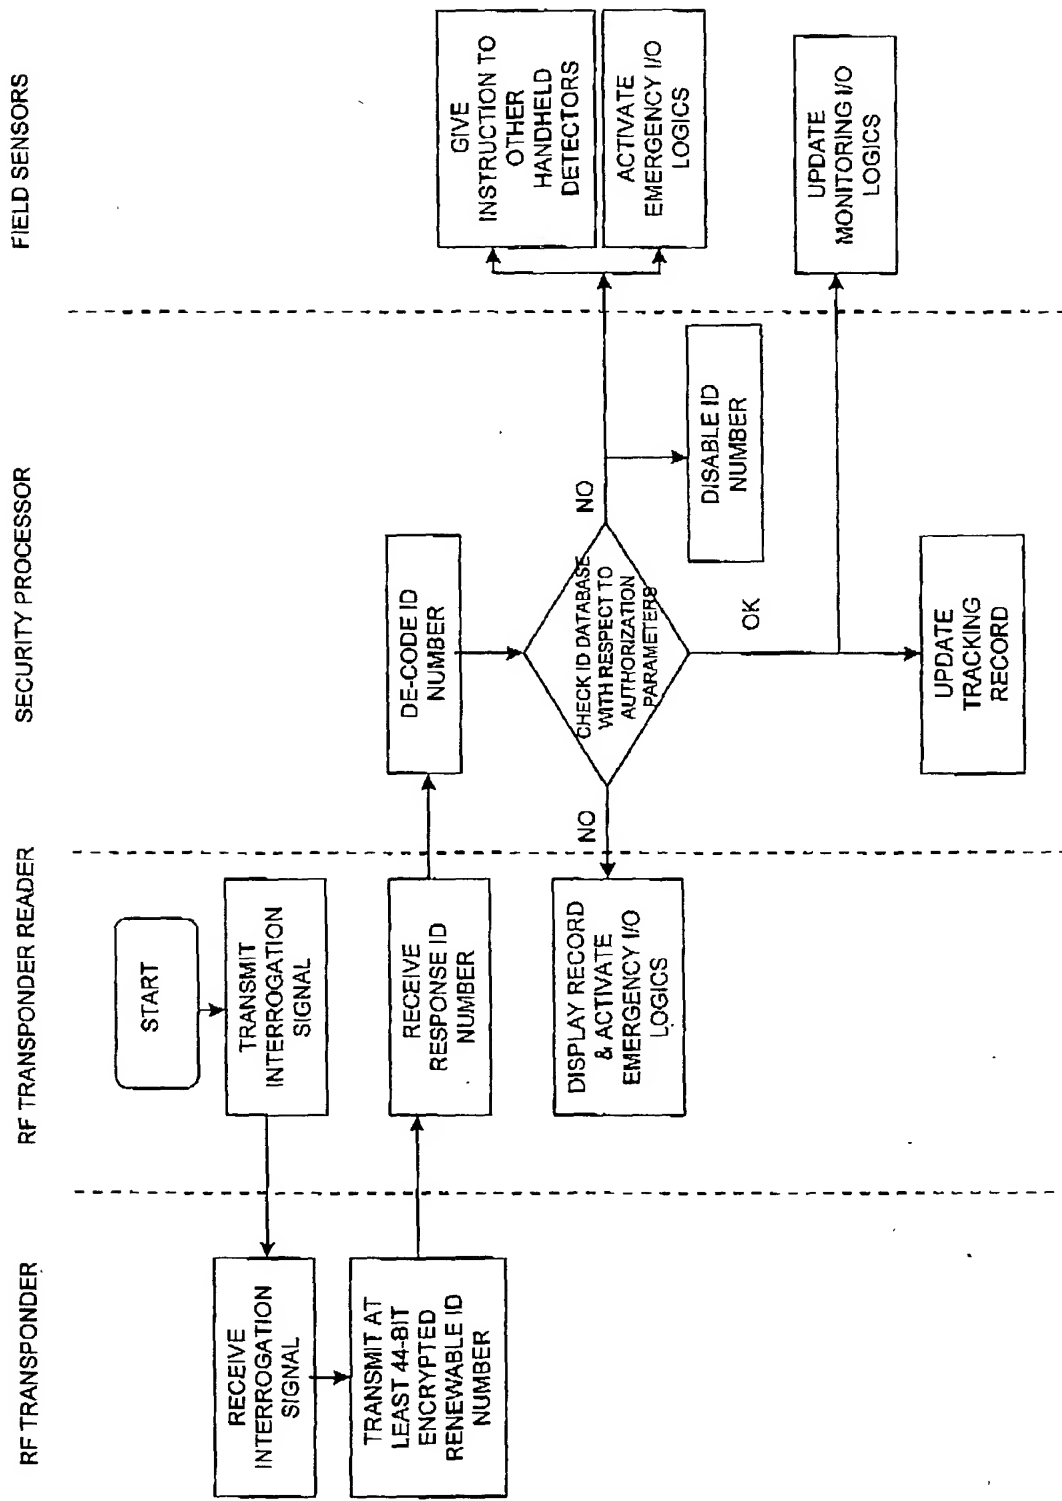 RF TRANSPONDER
RF TRANSPONDER READER
SECURITY PROCESSOR
FIELD SENSORS
START
TRANSMIT
INTERROGATION
SIGNAL
RECEIVE
INTERROGATION
SIGNAL
TRANSMIT AT
LEAST 44-BIT
ENCRYPTED
RENEWABLE ID
NUMBER
RECEIVE
RESPONSE ID
NUMBER
DE-CODE ID
NUMBER
CHECK ID DATABASE
WITH RESPECT TO
AUTHORIZATION
PARAMETERS
NO
DISPLAY RECORD
& ACTIVATE
EMERGENCY I/O
LOGICS
NO
DISABLE ID
NUMBER
GIVE
INSTRUCTION TO
OTHER
HANDHELD
DETECTORS
ACTIVATE
EMERGENCY I/O
LOGICS
OK
UPDATE
TRACKING
RECORD
UPDATE
MONITORING I/O
LOGICS